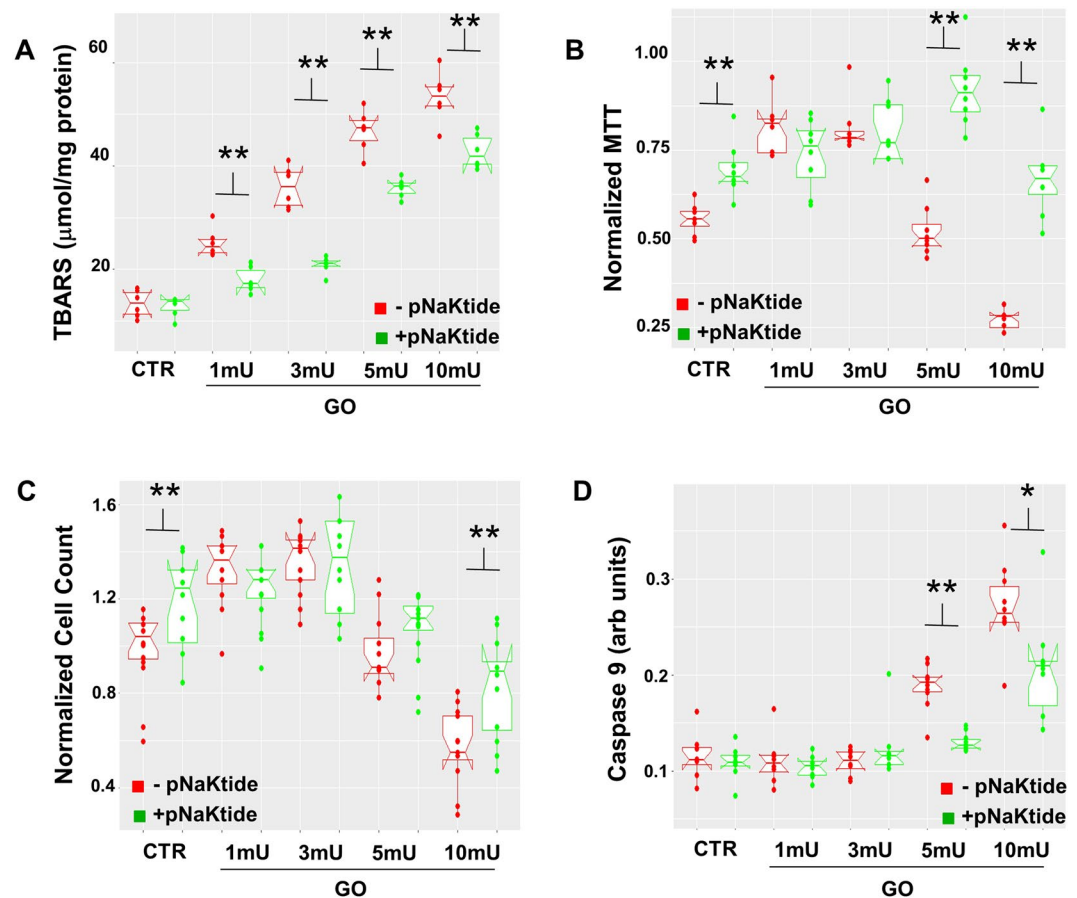 A
TBARS (μmol/mg protein)
60
40
20
**
**
**
**
- pNaKtide
+pNaKtide
CTR 1mU 3mU 5mU 10mU
GO
B
Normalized MTT
1.00
0.75
0.50
0.25
**
**
**
- pNaKtide
+pNaKtide
CTR 1mU 3mU 5mU 10mU
GO
C
Normalized Cell Count
1.6
1.2
0.8
0.4
**
**
- pNaKtide
+pNaKtide
CTR 1mU 3mU 5mU 10mU
GO
D
Caspase 9 (arb units)
0.3
0.2
0.1
**
*
- pNaKtide
+pNaKtide
CTR 1mU 3mU 5mU 10mU
GO